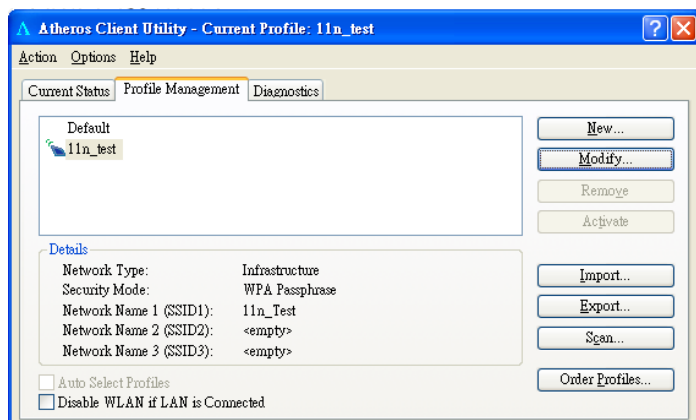 Atheros Client Utility - Current Profile: 11n_test
Action Options Help
Current Status Profile Management Diagnostics
Default
11n_test
New...
Modify...
Remove
Activate
Details
Network Type: Infrastructure
Security Mode: WPA Passphrase
Network Name 1 (SSID1): 11n_Test
Network Name 2 (SSID2): <empty>
Network Name 3 (SSID3): <empty>
Import...
Export...
Scan...
Order Profiles...
Auto Select Profiles
Disable WLAN if LAN is Connected